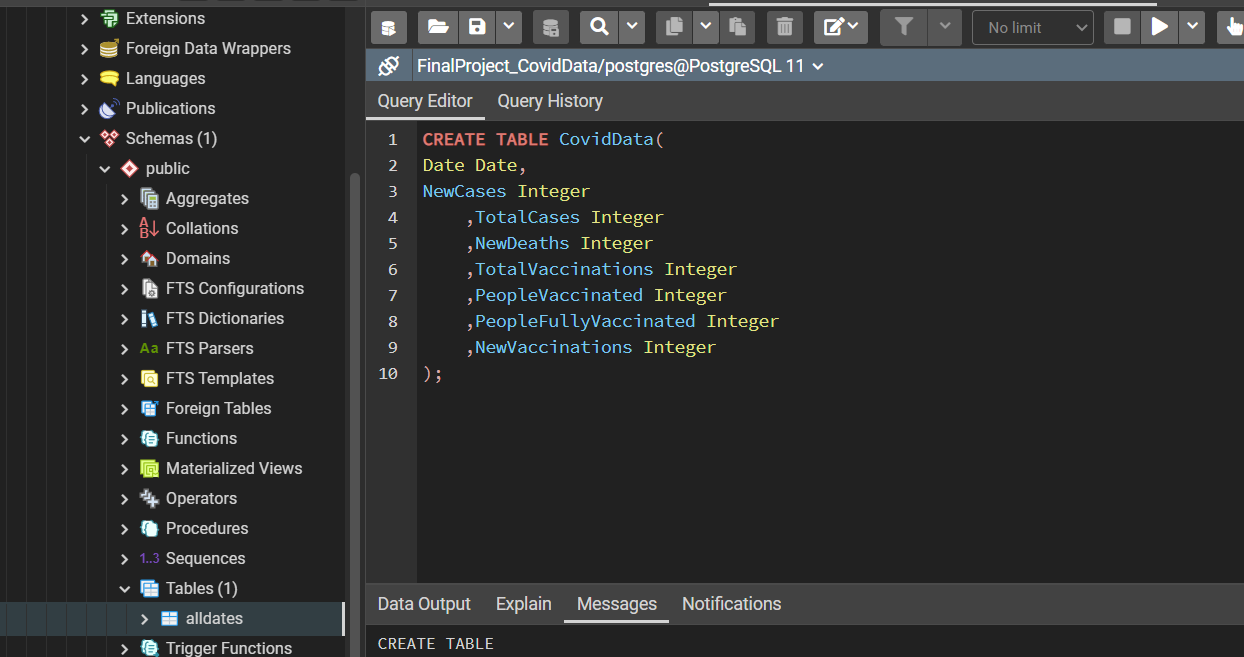 Extensions
Foreign Data Wrappers
Languages
Publications
Schemas (1)
public
Aggregates
Collations
Domains
FTS Configurations
FTS Dictionaries
Aa FTS Parsers
FTS Templates
Foreign Tables
Functions
Materialized Views
Operators
Procedures
1..3 Sequences
Tables (1)
alldates
Trigger Functions
No limit
FinalProject_CovidData/postgres@PostgreSQL 11
Query Editor Query History
1 CREATE TABLE CovidData(
2 Date Date,
3 NewCases Integer
4 ,TotalCases Integer
5 ,NewDeaths Integer
6 ,TotalVaccinations Integer
7 ,PeopleVaccinated Integer
8 ,PeopleFullyVaccinated Integer
9 ,NewVaccinations Integer
10 );
Data Output Explain Messages Notifications
CREATE TABLE